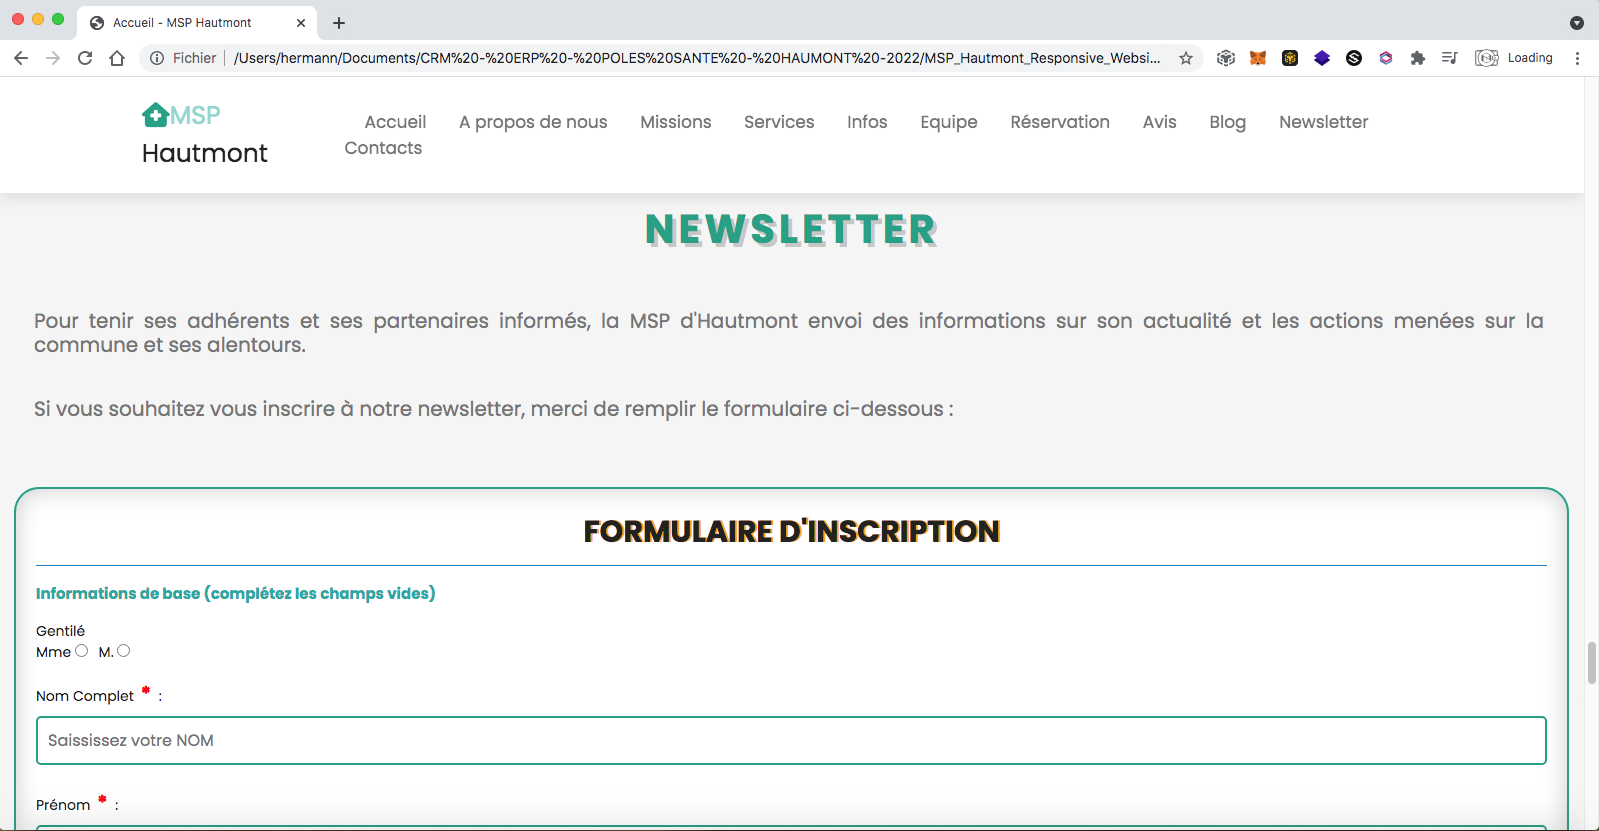 Accueil - MSP Hautmont
Fichier /Users/hermann/Documents/CRM%20-%20ERP%20-%20POLES%20SANTE%20-%20HAUMONT%20-2022/MSP_Hautmont_Responsive_Websi... Loading
MSP
Hautmont
Accueil A propos de nous Missions Services Infos Equipe Réservation Avis Blog Newsletter
Contacts
NEWSLETTER
Pour tenir ses adhérents et ses partenaires informés, la MSP d'Hautmont envoi des informations sur son actualité et les actions menées sur la
commune et ses alentours.
Si vous souhaitez vous inscrire à notre newsletter, merci de remplir le formulaire ci-dessous :
FORMULAIRE D'INSCRIPTION
Informations de base (complétez les champs vides)
Gentilé
Mme M.
Nom Complet * :
Saississez votre NOM
Prénom * :